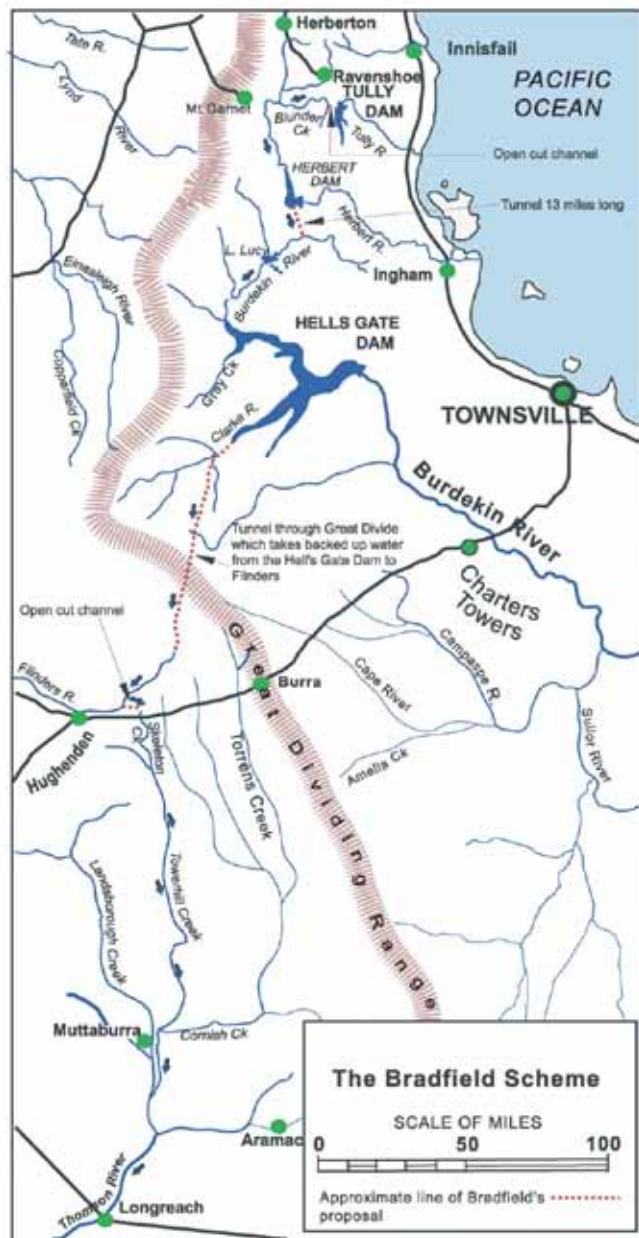 Herberton
Innisfail
Tate R.
Ravenshoe
TULLY
DAM
PACIFIC
OCEAN
Lynd
River
Mt Garnet
Blunder
Ck
Tully R.
Open cut channel
HERBERT
DAM
Tunnel 13 miles long
Herbert R.
L. Lucy
Burdekin River
Ingham
Einasleigh River
HELLS GATE
DAM
Copperfield Ck
Gray Ck
Clarke R.
TOWNSVILLE
Burdekin River
Tunnel through Great Divide
which takes backed up water
from the Hell's Gate Dam to
Flinders
Charters
Towers
Open cut channel
Great Dividing Range
Campaspe R.
Cape River
Flinders R.
Burra
Suttor River
Skeleton
Ck
Hughenden
Torrens Creek
Amelia Ck
Landsborough Creek
Towerhill Creek
Muttaburra
Cornish Ck
The Bradfield Scheme
SCALE OF MILES
0 50 100
Aramac
Approximate line of Bradfield's
proposal
Thomson River
Longreach